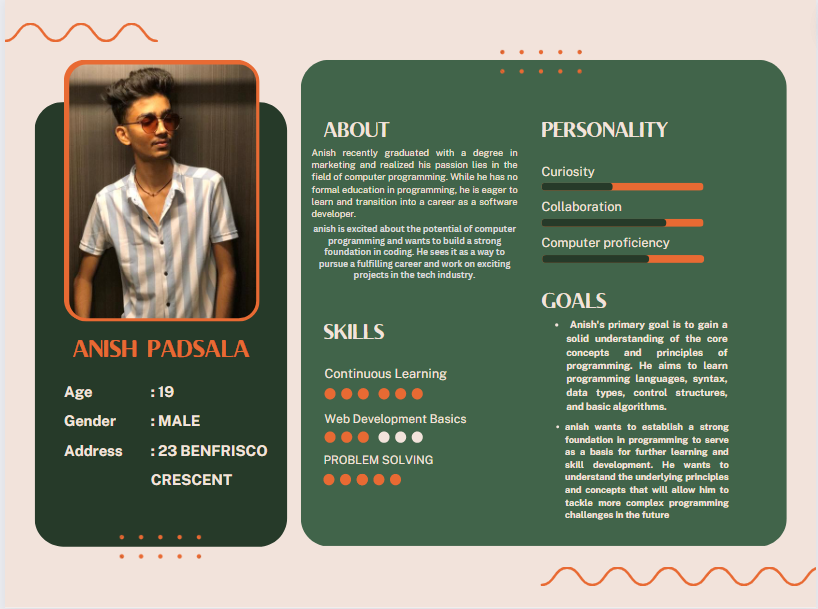 ANISH PADSALA
Age : 19
Gender : MALE
Address : 23 BENFRISCO
CRESCENT
ABOUT
Anish recently graduated with a degree in
marketing and realized his passion lies in the
field of computer programming. While he has no
formal education in programming, he is eager to
learn and transition into a career as a software
developer.
anish is excited about the potential of computer
programming and wants to build a strong
foundation in coding. He sees it as a way to
pursue a fulfilling career and work on exciting
projects in the tech industry.
SKILLS
Continuous Learning
Web Development Basics
PROBLEM SOLVING
PERSONALITY
Curiosity
Collaboration
Computer proficiency
GOALS
• Anish's primary goal is to gain a
solid understanding of the core
concepts and principles of
programming. He aims to learn
programming languages, syntax,
data types, control structures,
and basic algorithms.
• anish wants to establish a strong
foundation in programming to serve
as a basis for further learning and
skill development. He wants to
understand the underlying principles
and concepts that will allow him to
tackle more complex programming
challenges in the future